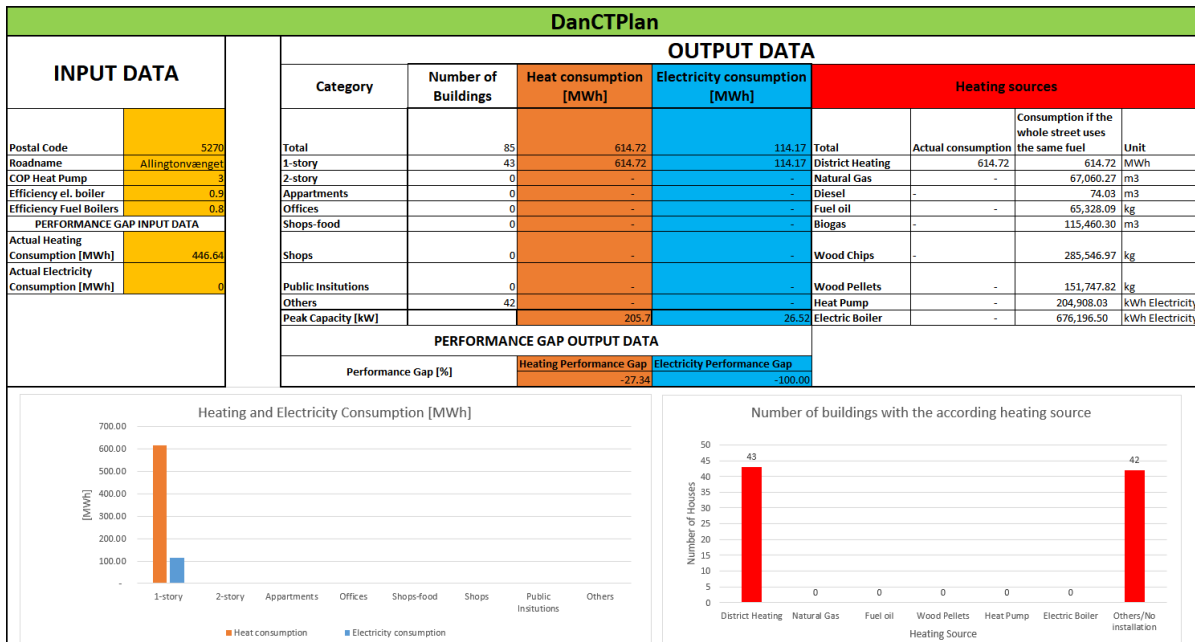 DanCTPlan
INPUT DATA
Postal Code 5270
Roadname Allingtonvænget
COP Heat Pump 3
Efficiency el. boiler 0.9
Efficiency Fuel Boilers 0.8
PERFORMANCE GAP INPUT DATA
Actual Heating
Consumption [MWh] 446.64
Actual Electricity
Consumption [MWh] 0
OUTPUT DATA
Category Number of Heat consumption Electricity consumption Heating sources
Buildings [MWh] [MWh]
Consumption if the
whole street uses
Total 85 614.72 114.17 Total Actual consumption the same fuel Unit
1-story 43 614.72 114.17 District Heating 614.72 614.72 MWh
2-story 0 - - Natural Gas - 67,060.27 m3
Appartments 0 - - Diesel - 74.03 m3
Offices 0 - - Fuel oil - 65,328.09 kg
Shops-food 0 - - Biogas - 115,460.30 m3
Shops 0 - - Wood Chips - 285,546.97 kg
Public Insitutions 0 - - Wood Pellets - 151,747.82 kg
Others 42 - - Heat Pump - 204,908.03 kWh Electricity
Peak Capacity [kW] 205.7 26.52 Electric Boiler - 676,196.50 kWh Electricity
PERFORMANCE GAP OUTPUT DATA
Performance Gap [%] Heating Performance Gap Electricity Performance Gap
-27.34 -100.00
Heating and Electricity Consumption [MWh]
[MWh]
700.00
600.00
500.00
400.00
300.00
200.00
100.00
-
1-story 2-story Appartments Offices Shops-food Shops Public Others
Insitutions
Heat consumption Electricity consumption
Number of buildings with the according heating source
Number of Houses
50
45
40
35
30
25
20
15
10
5
0
43 0 0 0 0 0 42
District Heating Natural Gas Fuel oil Wood Pellets Heat Pump Electric Boiler Others/No
installation
Heating Source